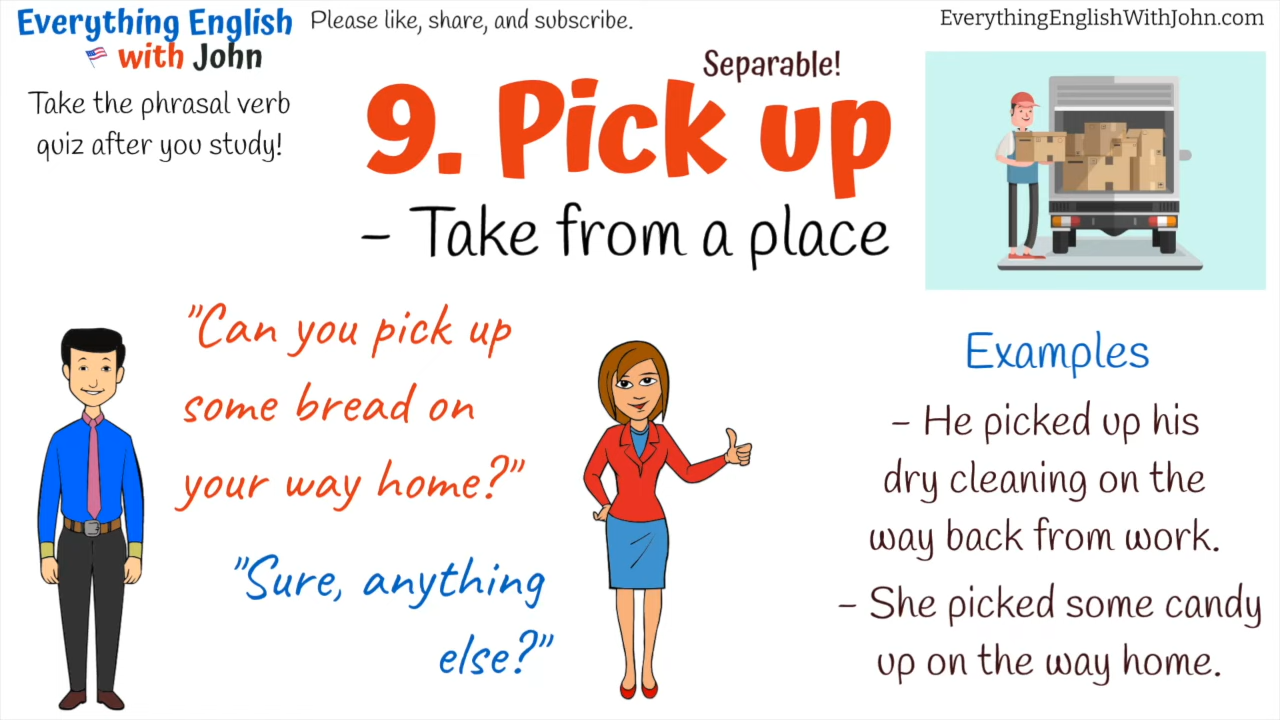 Everything English
with John
Please like, share, and subscribe.
EverythingEnglishWithJohn.com
Take the phrasal verb
quiz after you study!
Separable!
9. Pick up
- Take from a place
"Can you pick up
some bread on
your way home?"
"Sure, anything
else?"
Examples
- He picked up his
dry cleaning on the
way back from work.
- She picked some candy
up on the way home.